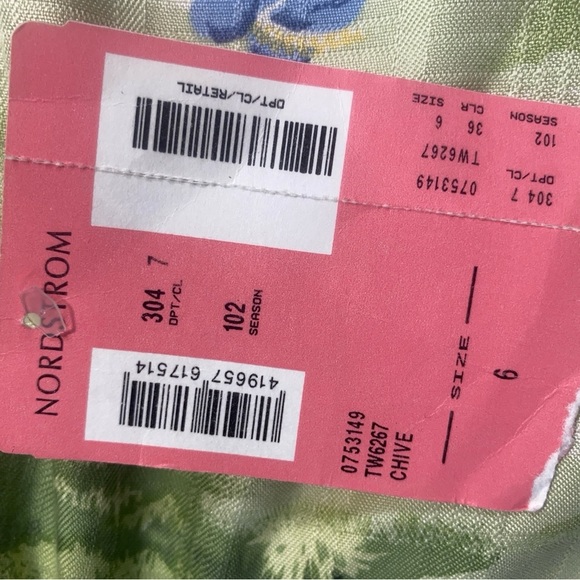 NORDSTROM
DPT/CL/RETAIL
304 7
DPT/CL
102
SEASON
419657 617514
0753149
TW6267
CHIVE
SIZE
6
304 7 0753149
DPT/CL
TW6267
102 36 6
SEASON CLR SIZE